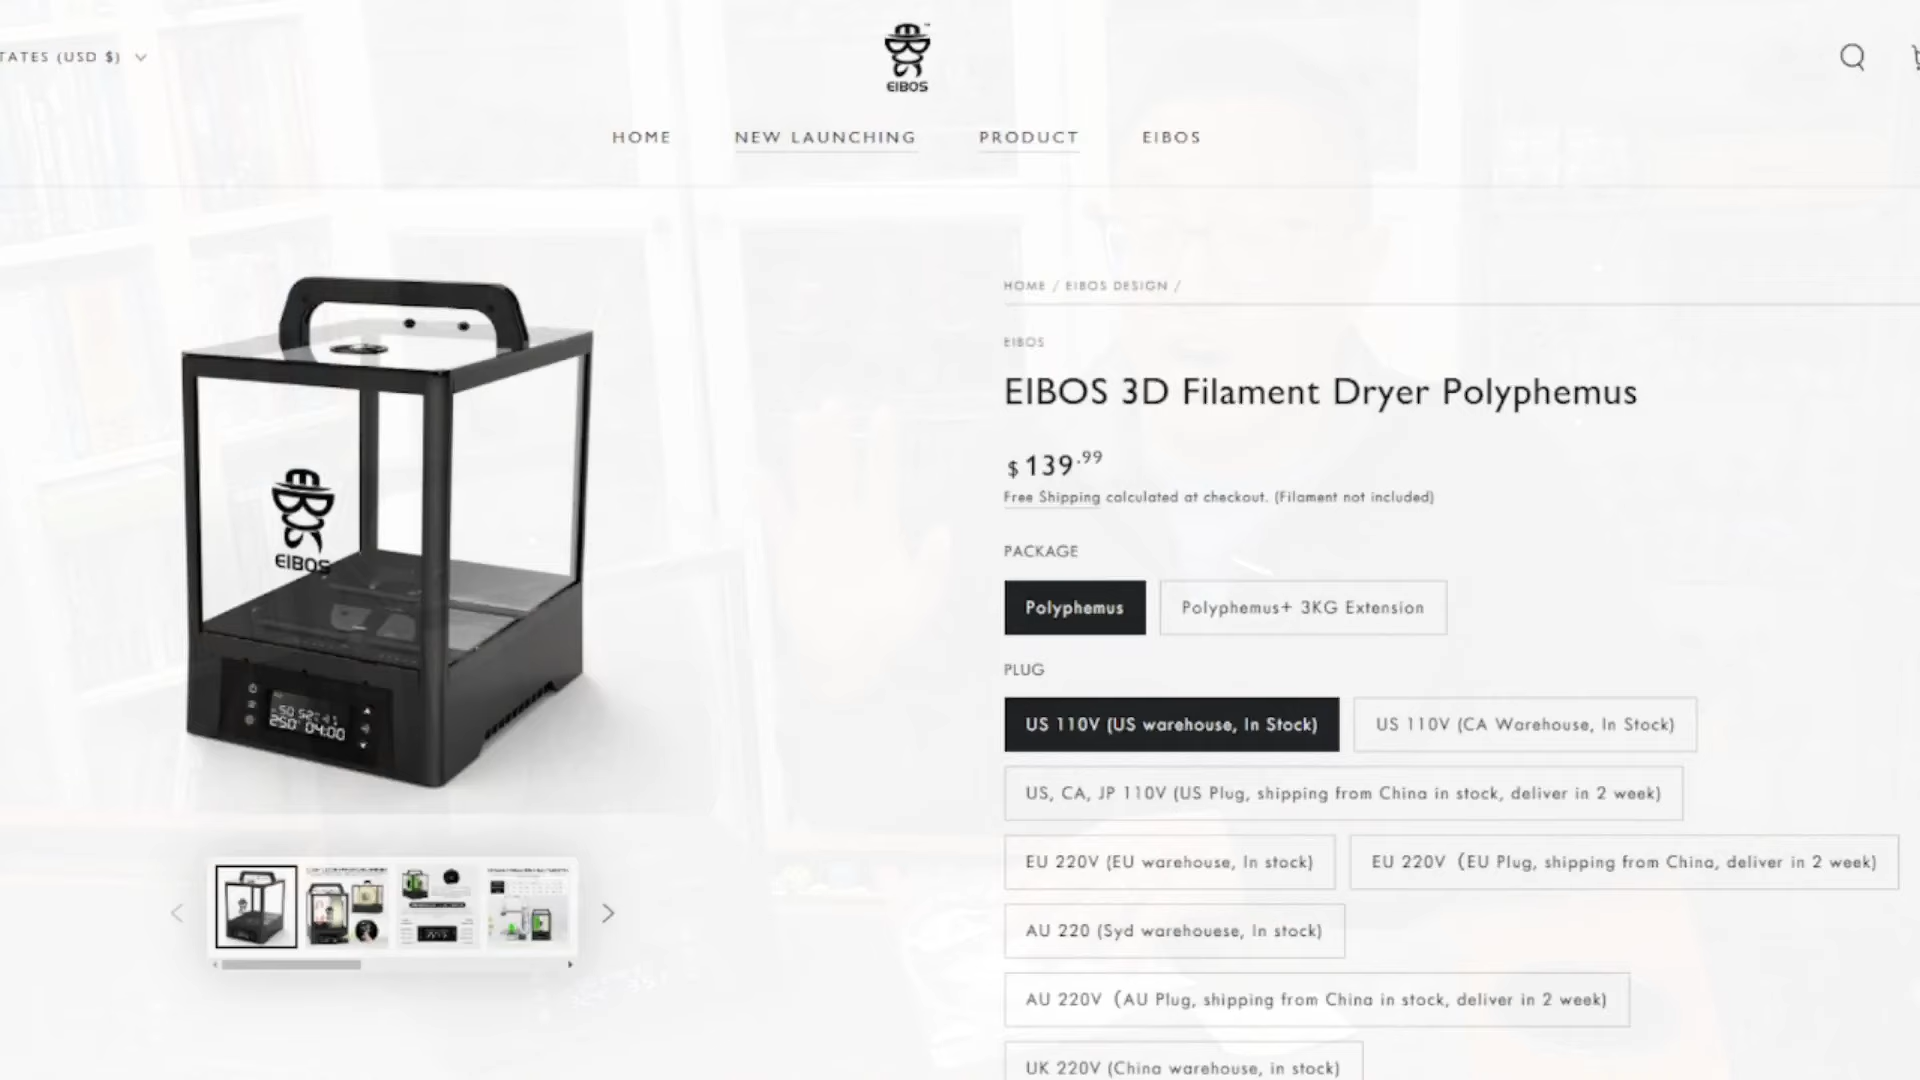 TATES (USD $)
EIBOS
HOME NEW LAUNCHING PRODUCT EIBOS
HOME / EIBOS DESIGN /
EIBOS
EIBOS 3D Filament Dryer Polyphemus
$139.99
Free Shipping calculated at checkout. (Filament not included)
PACKAGE
Polyphemus Polyphemus+ 3KG Extension
PLUG
US 110V (US warehouse, In Stock) US 110V (CA Warehouse, In Stock)
US, CA, JP 110V (US Plug, shipping from China in stock, deliver in 2 week)
EU 220V (EU warehouse, In stock) EU 220V (EU Plug, shipping from China, deliver in 2 week)
AU 220 (Syd warehouese, In stock)
AU 220V (AU Plug, shipping from China in stock, deliver in 2 week)
UK 220V (China warehouse, in stock)
EIBOS
04:00